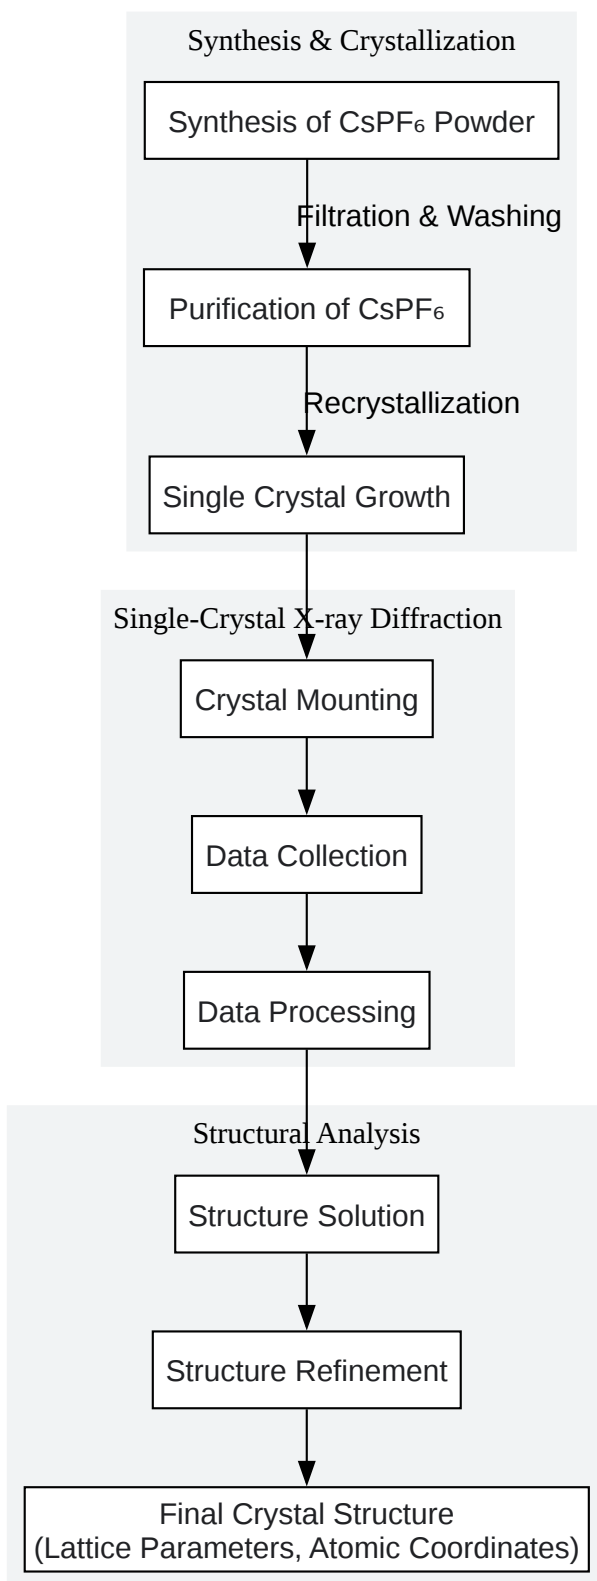 Synthesis & Crystallization
Synthesis of CsPF₆ Powder
Filtration & Washing
Purification of CsPF₆
Recrystallization
Single Crystal Growth
Single-Crystal X-ray Diffraction
Crystal Mounting
Data Collection
Data Processing
Structural Analysis
Structure Solution
Structure Refinement
Final Crystal Structure
(Lattice Parameters, Atomic Coordinates)